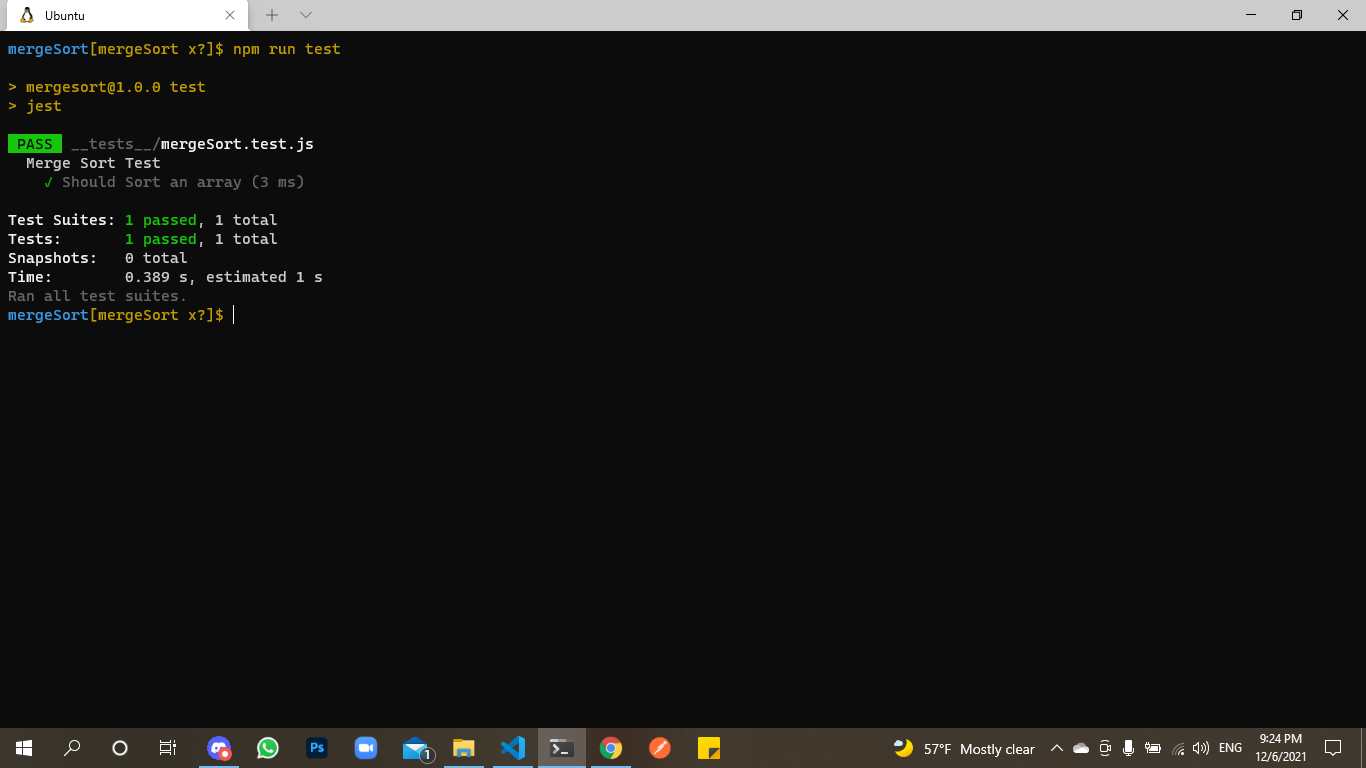 Ubuntu
mergeSort[mergeSort x?]$ npm run test
> mergesort@1.0.0 test
> jest
PASS __tests__/mergeSort.test.js
Merge Sort Test
✓ Should Sort an array (3 ms)
Test Suites: 1 passed, 1 total
Tests: 1 passed, 1 total
Snapshots: 0 total
Time: 0.389 s, estimated 1 s
Ran all test suites.
mergeSort[mergeSort x?]$
Ps
1
57°F Mostly clear
ENG
9:24 PM
12/6/2021